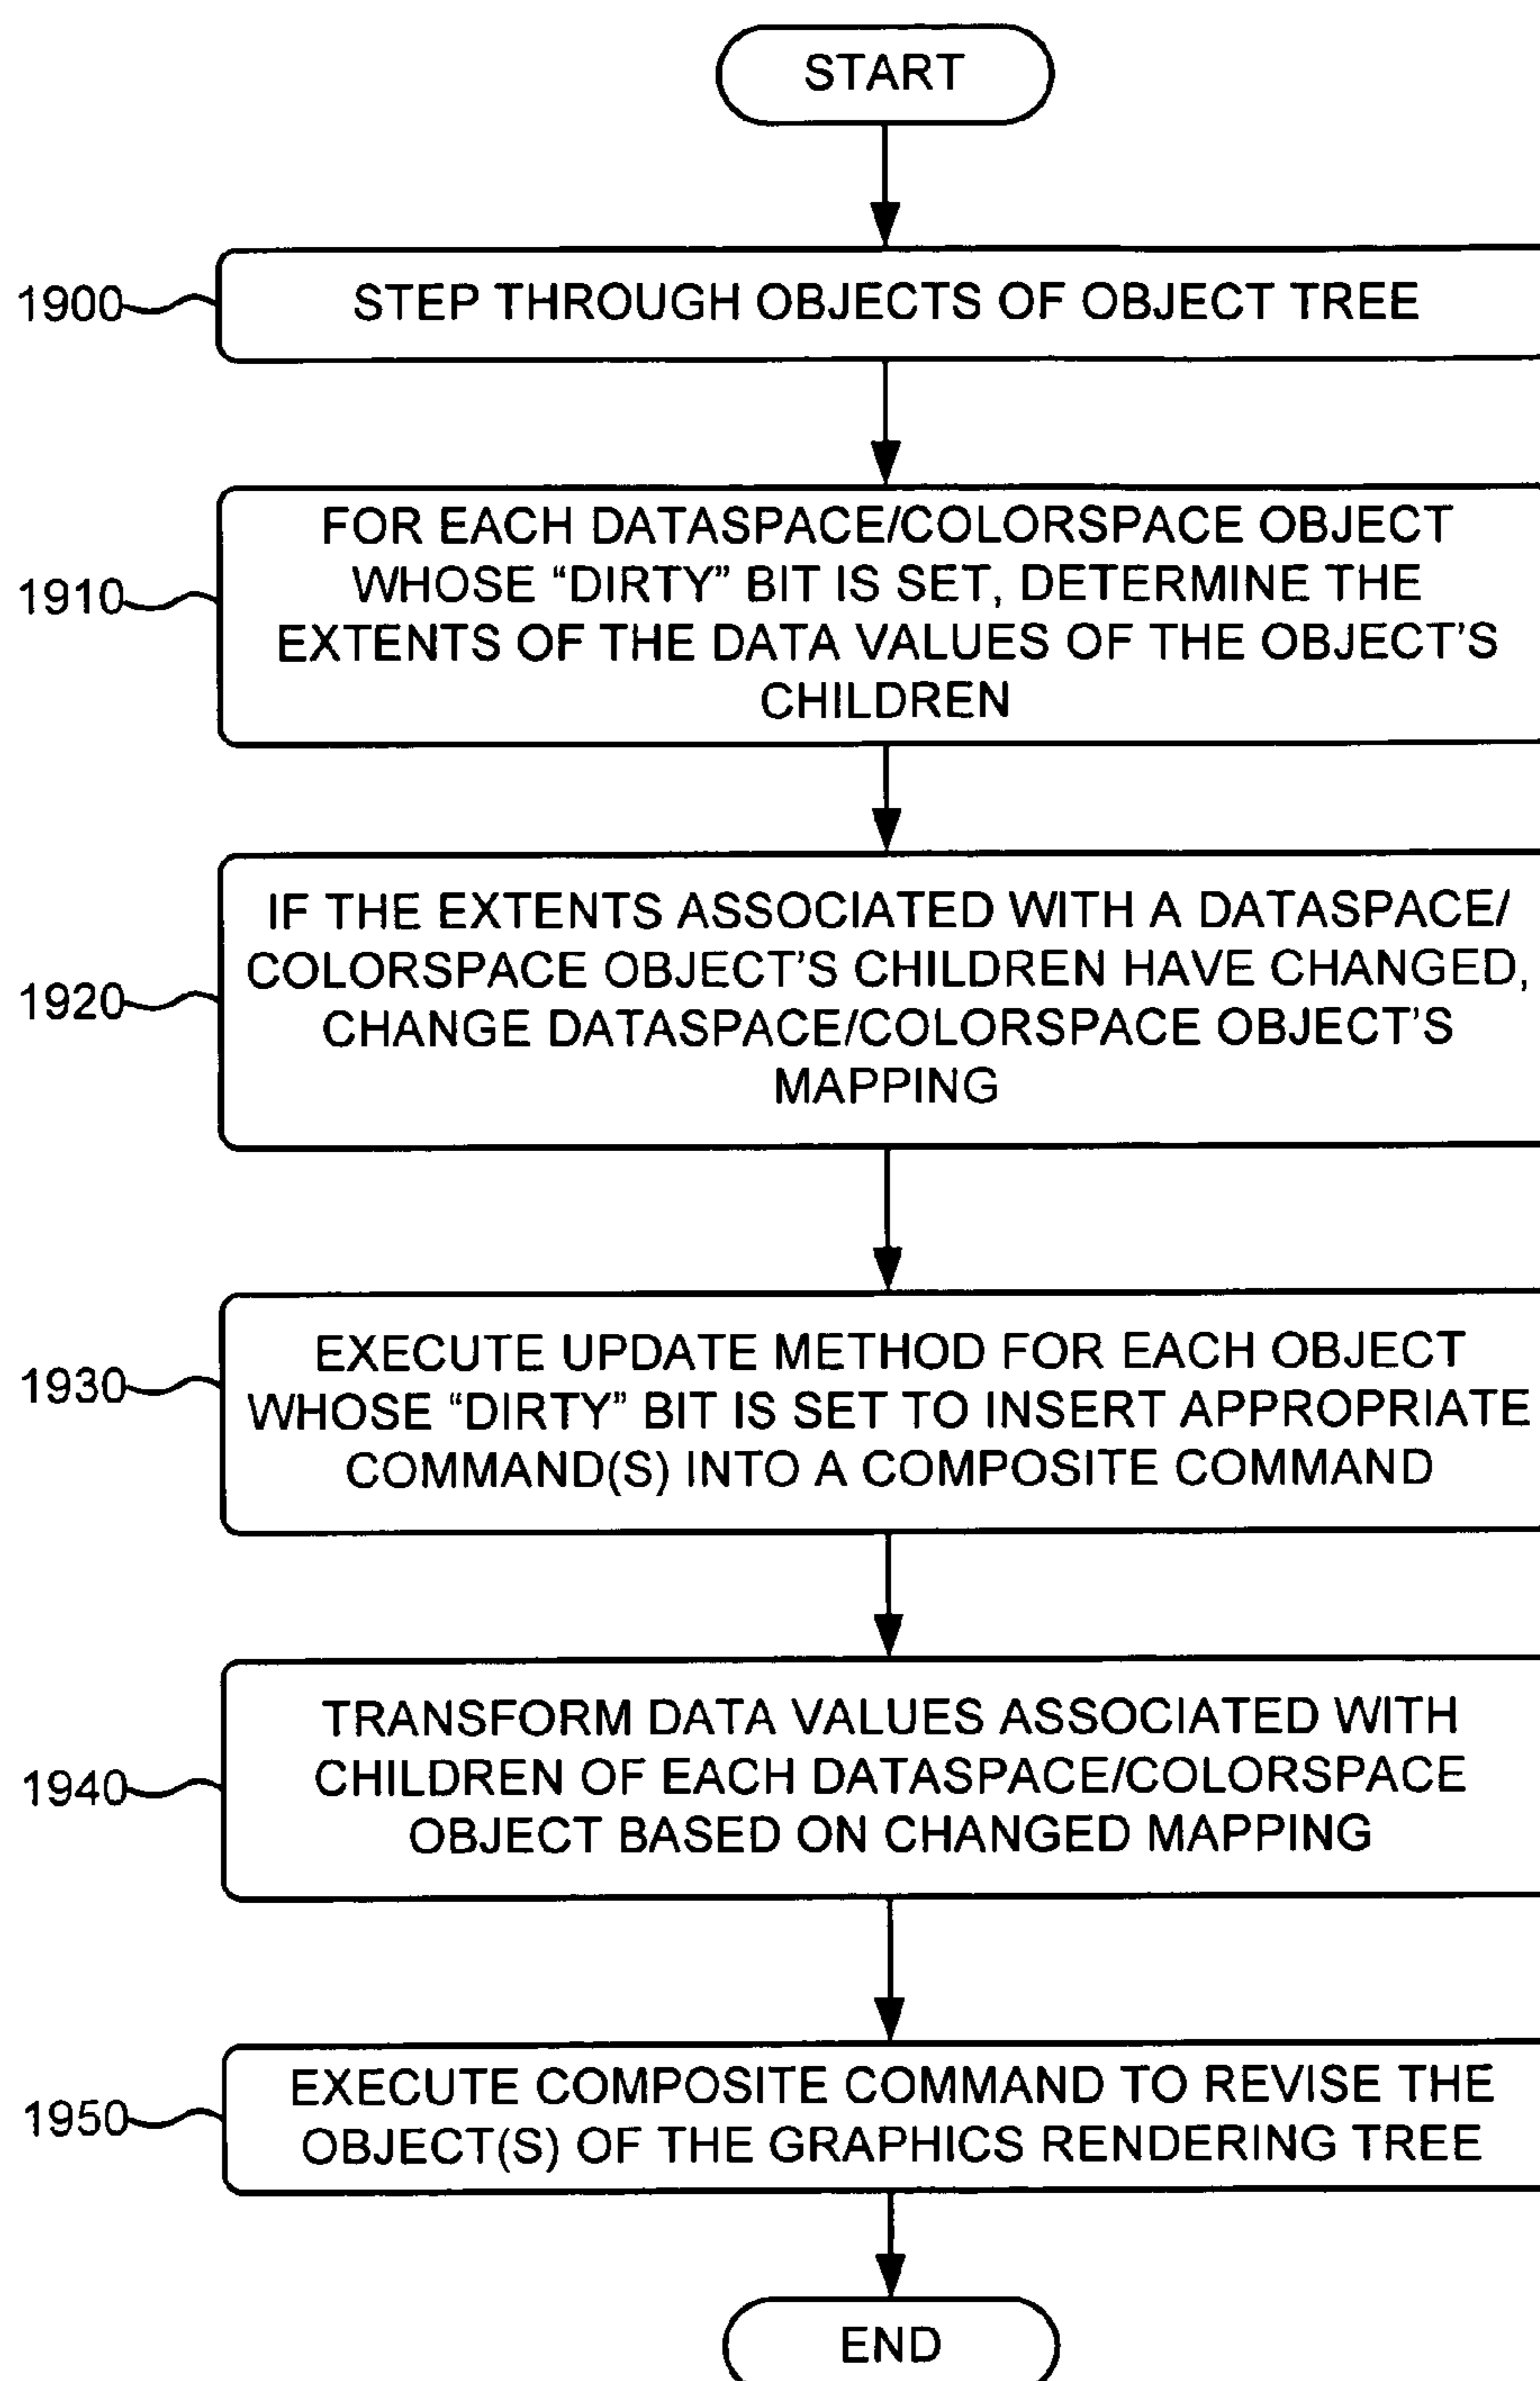 START
1900
STEP THROUGH OBJECTS OF OBJECT TREE
1910
FOR EACH DATASPACE/COLORSPACE OBJECT
WHOSE “DIRTY” BIT IS SET, DETERMINE THE
EXTENTS OF THE DATA VALUES OF THE OBJECT’S
CHILDREN
1920
IF THE EXTENTS ASSOCIATED WITH A DATASPACE/
COLORSPACE OBJECT’S CHILDREN HAVE CHANGED,
CHANGE DATASPACE/COLORSPACE OBJECT’S
MAPPING
1930
EXECUTE UPDATE METHOD FOR EACH OBJECT
WHOSE “DIRTY” BIT IS SET TO INSERT APPROPRIATE
COMMAND(S) INTO A COMPOSITE COMMAND
1940
TRANSFORM DATA VALUES ASSOCIATED WITH
CHILDREN OF EACH DATASPACE/COLORSPACE
OBJECT BASED ON CHANGED MAPPING
1950
EXECUTE COMPOSITE COMMAND TO REVISE THE
OBJECT(S) OF THE GRAPHICS RENDERING TREE
END